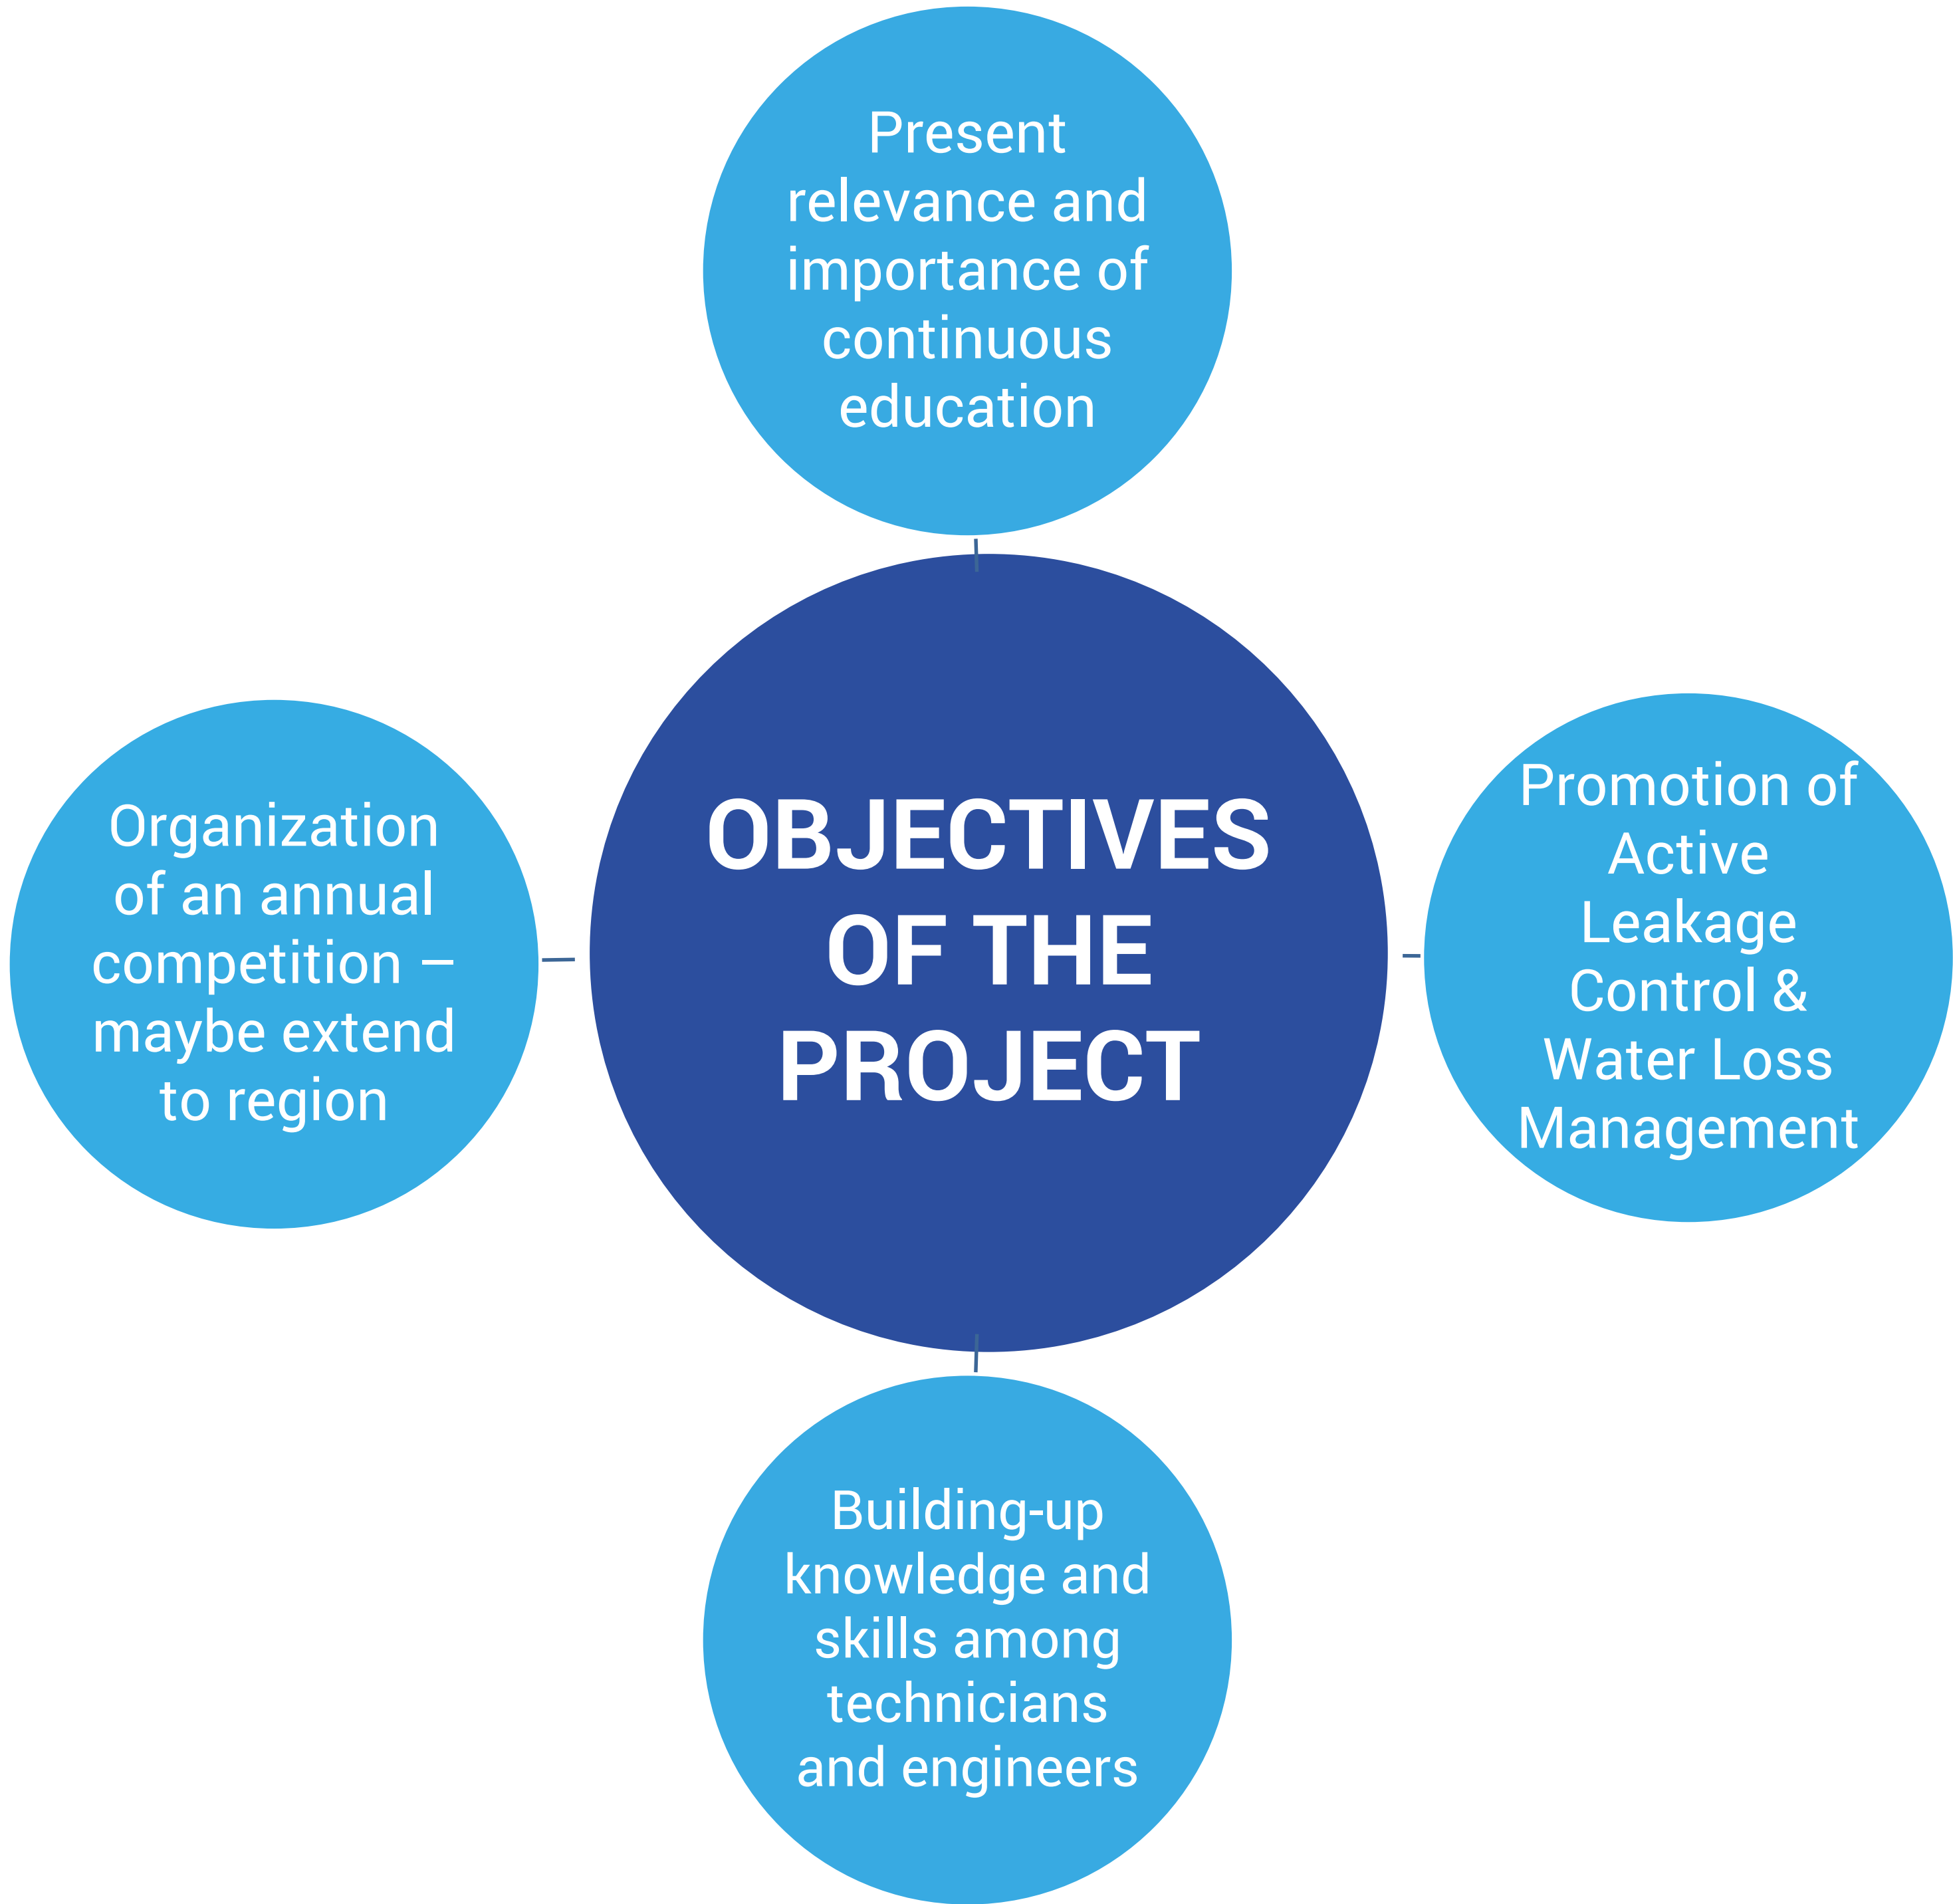 Present
relevance and
importance of
continuous
education
Organization
of an annual
competition –
maybe extend
to region
OBJECTIVES
OF THE
PROJECT
Promotion of
Active
Leakage
Control &
Water Loss
Management
Building-up
knowledge and
skills among
technicians
and engineers